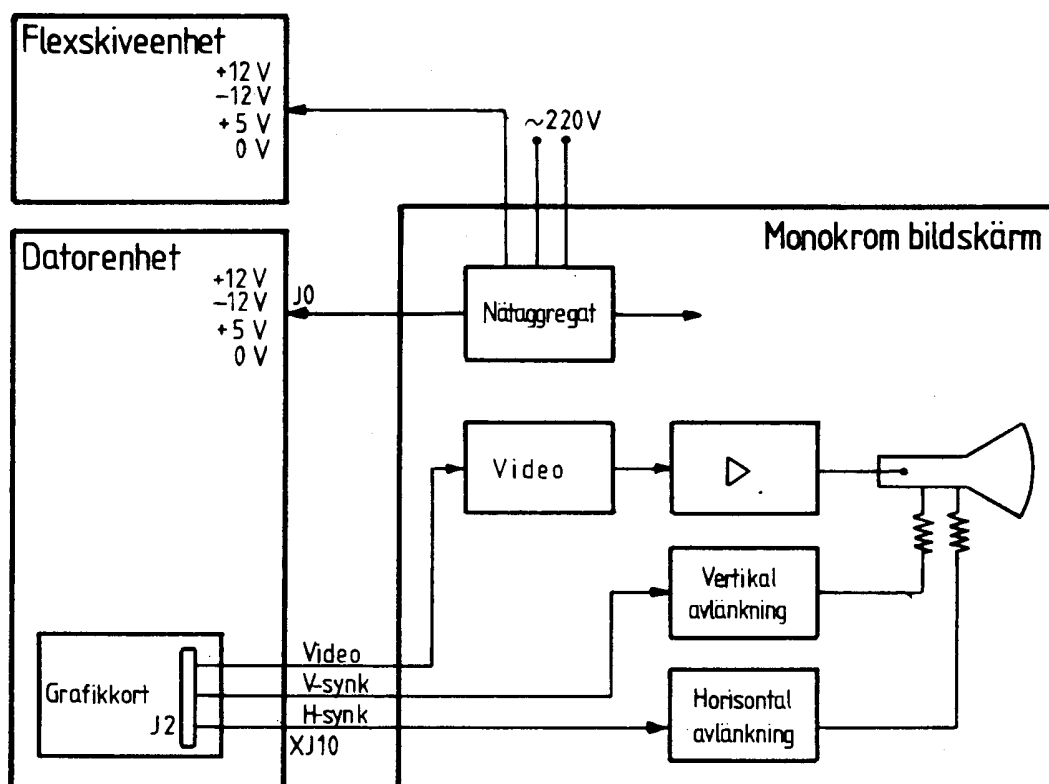 Flexskiveenhet
+12 V
-12 V
+5 V
0 V
~220V
Monokrom bildskärm
Datorenhet
+12 V
-12 V
+5 V
0 V
J0
Nätaggregat
Video
Vertikal
avlänkning
Horisontal
avlänkning
Grafikkort
J2
Video
V-synk
H-synk
XJ10